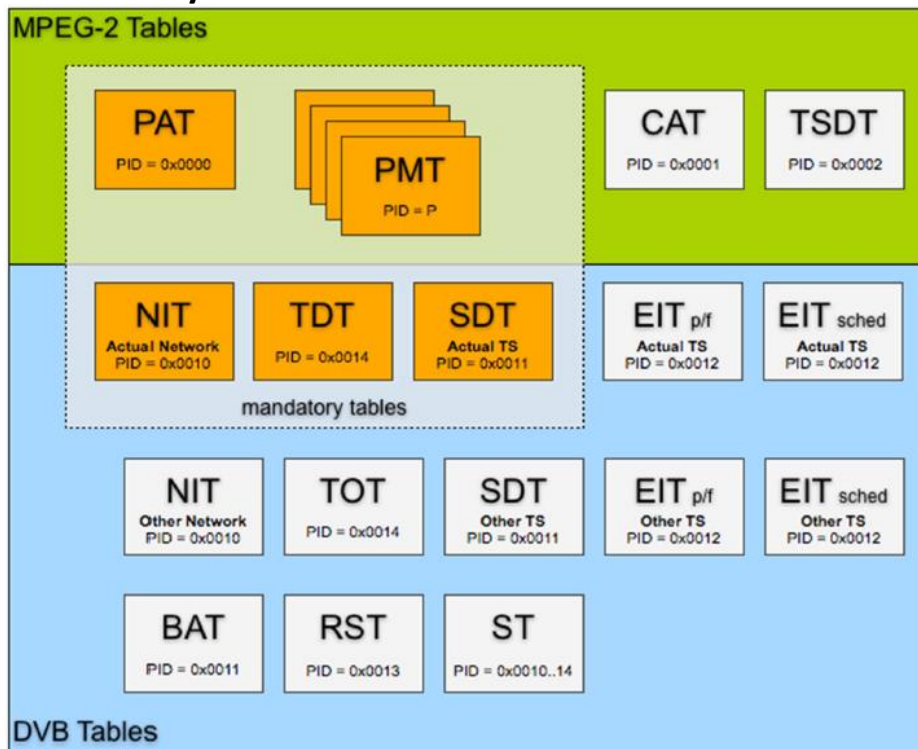 MPEG-2 Tables
PAT
PID = 0x0000
PMT
PID = P
CAT
PID = 0x0001
TSDT
PID = 0x0002
NIT
Actual Network
PID = 0x0010
TDT
PID = 0x0014
SDT
Actual TS
PID = 0x0011
EIT p/f
Actual TS
PID = 0x0012
EIT sched
Actual TS
PID = 0x0012
mandatory tables
NIT
Other Network
PID = 0x0010
TOT
PID = 0x0014
SDT
Other TS
PID = 0x0011
EIT p/f
Other TS
PID = 0x0012
EIT sched
Other TS
PID = 0x0012
BAT
PID = 0x0011
RST
PID = 0x0013
ST
PID = 0x0010..14
DVB Tables